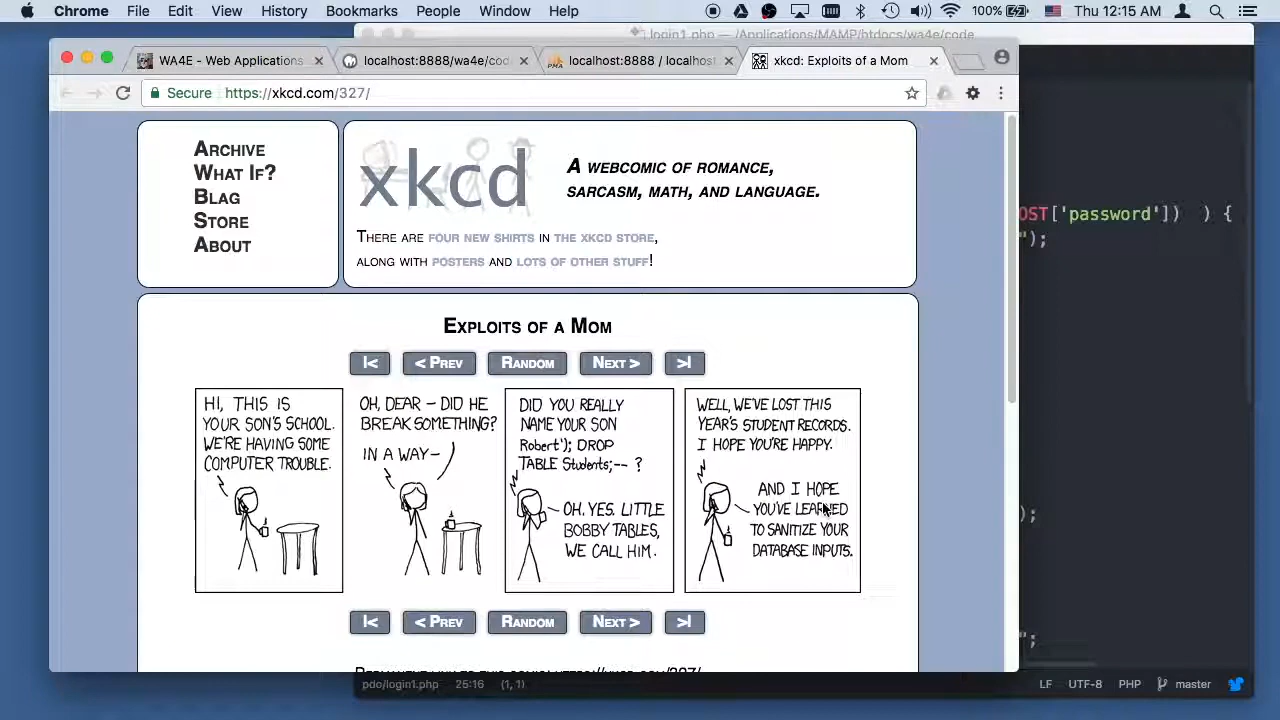 Chrome File Edit View History Bookmarks People Window Help 100% Thu 12:15 AM
login1.php — /Applications/MAMP/htdocs/wa4e/code
WA4E - Web Application
localhost:8888/wa4e/cod
localhost:8888 / localhost
xkcd: Exploits of a Mom
Secure https://xkcd.com/327/
ARCHIVE
WHAT IF?
BLAG
STORE
ABOUT
xkcd
A WEBCOMIC OF ROMANCE,
SARCASM, MATH, AND LANGUAGE.
THERE ARE FOUR NEW SHIRTS IN THE XKCD STORE,
ALONG WITH POSTERS AND LOTS OF OTHER STUFF!
EXPLOITS OF A MOM
|< < PREV RANDOM NEXT > >|
HI, THIS IS
YOUR SON'S SCHOOL.
WE'RE HAVING SOME
COMPUTER TROUBLE.
OH, DEAR – DID HE
BREAK SOMETHING?
IN A WAY–
DID YOU REALLY
NAME YOUR SON
Robert'); DROP
TABLE Students;-- ?
OH. YES. LITTLE
BOBBY TABLES,
WE CALL HIM.
WELL, WE'VE LOST THIS
YEAR'S STUDENT RECORDS.
I HOPE YOU'RE HAPPY.
AND I HOPE
YOU'VE LEARNED
TO SANITIZE YOUR
DATABASE INPUTS.
|< < PREV RANDOM NEXT > >|
OST['password']) ) {
");
);
";
pdo/login1.php 25:16 (1, 1) LF UTF-8 PHP master